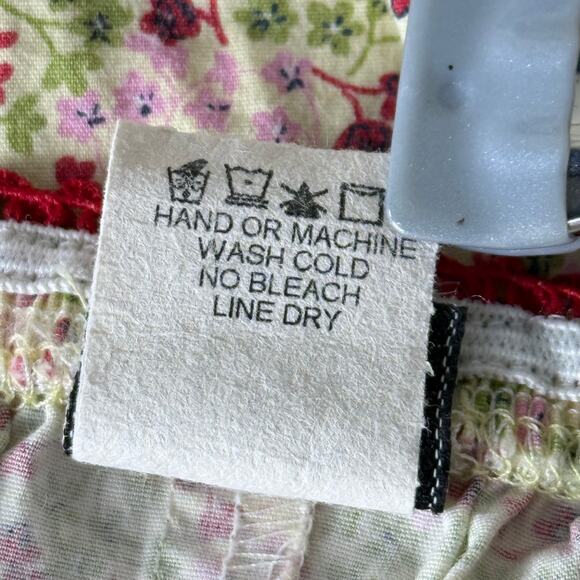 HAND OR MACHINE
WASH COLD
NO BLEACH
LINE DRY